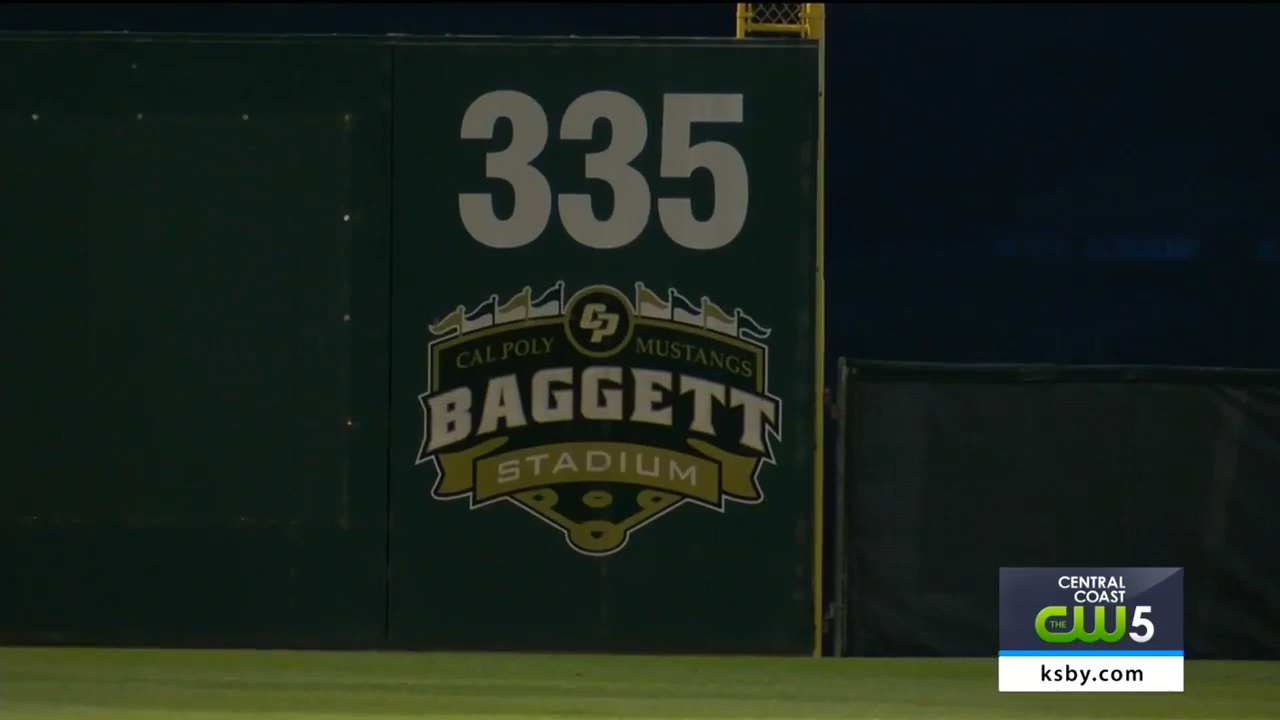 335
CP
CAL POLY MUSTANGS
BAGGETT
STADIUM
CENTRAL
COAST
THE CW 5
ksby.com